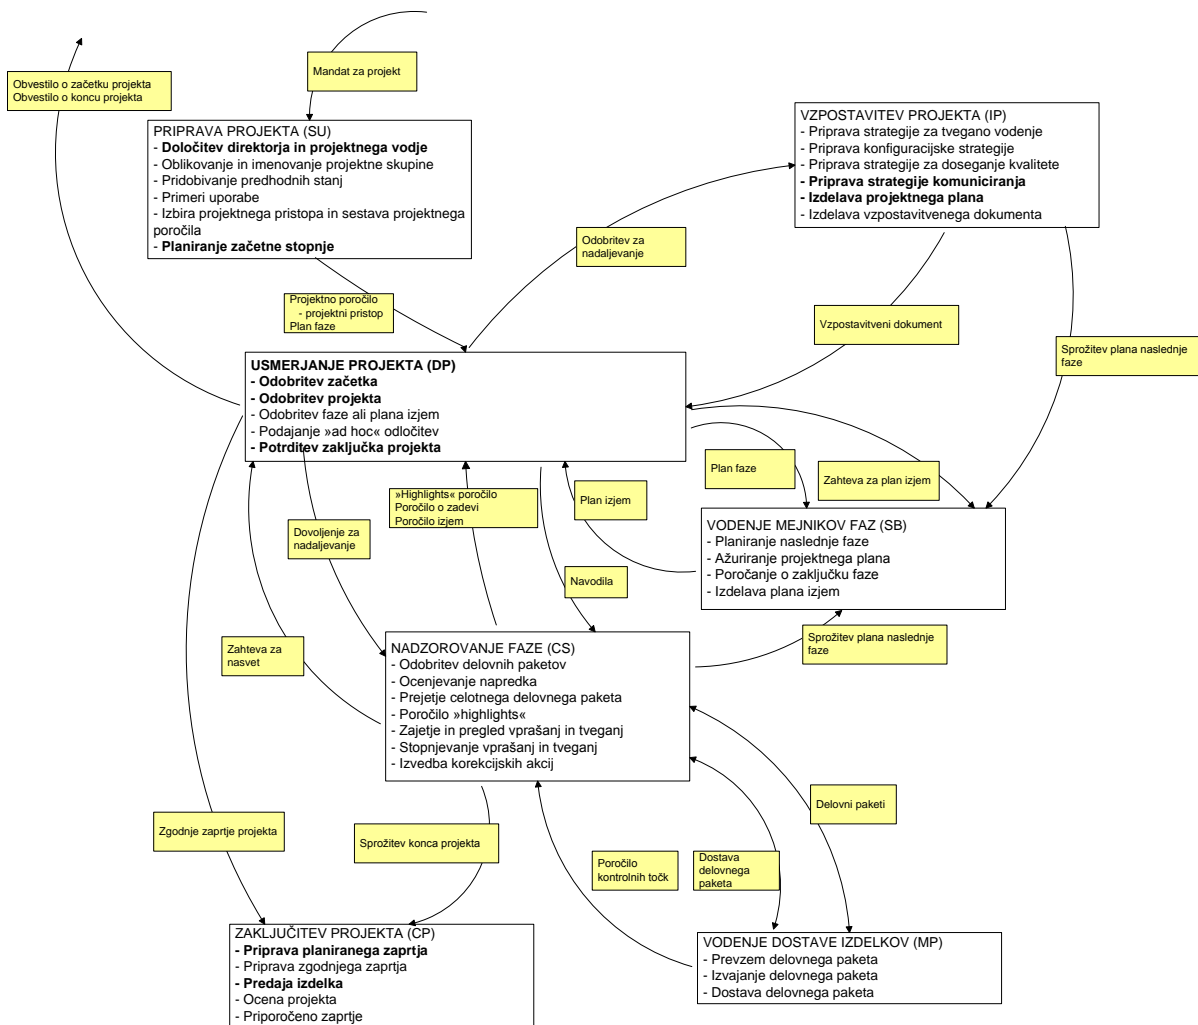 Obvestilo o začetku projekta
Obvestilo o koncu projekta
Mandat za projekt
PRIPRAVA PROJEKTA (SU)
- Določitev direktorja in projektnega vodje
- Oblikovanje in imenovanje projektne skupine
- Pridobivanje predhodnih stanj
- Primeri uporabe
- Izbira projektnega pristopa in sestava projektnega
poročila
- Planiranje začetne stopnje
VZPOSTAVITEV PROJEKTA (IP)
- Priprava strategije za tvegano vodenje
- Priprava konfiguracijske strategije
- Priprava strategije za doseganje kvalitete
- Priprava strategije komuniciranja
- Izdelava projektnega plana
- Izdelava vzpostavitvenega dokumenta
Odobritev za
nadaljevanje
Projektno poročilo
- projektni pristop
Plan faze
Vzpostavitveni dokument
Sprožitev plana naslednje
faze
USMERJANJE PROJEKTA (DP)
- Odobritev začetka
- Odobritev projekta
- Odobritev faze ali plana izjem
- Podajanje »ad hoc« odločitev
- Potrditev zaključka projekta
Plan faze
Zahteva za plan izjem
»Highlights« poročilo
Poročilo o zadevi
Poročilo izjem
Plan izjem
Dovoljenje za
nadaljevanje
VODENJE MEJNIKOV FAZ (SB)
- Planiranje naslednje faze
- Ažuriranje projektnega plana
- Poročanje o zaključku faze
- Izdelava plana izjem
Navodila
Zahteva za
nasvet
Sprožitev plana naslednje
faze
NADZOROVANJE FAZE (CS)
- Odobritev delovnih paketov
- Ocenjevanje napredka
- Prejetje celotnega delovnega paketa
- Poročilo »highlights«
- Zajetje in pregled vprašanj in tveganj
- Stopnjevanje vprašanj in tveganj
- Izvedba korekcijskih akcij
Delovni paketi
Zgodnje zaprtje projekta
Sprožitev konca projekta
Poročilo
kontrolnih točk
Dostava
delovnega
paketa
ZAKLJUČITEV PROJEKTA (CP)
- Priprava planiranega zaprtja
- Priprava zgodnjega zaprtja
- Predaja izdelka
- Ocena projekta
- Priporočeno zaprtje
VODENJE DOSTAVE IZDELKOV (MP)
- Prevzem delovnega paketa
- Izvajanje delovnega paketa
- Dostava delovnega paketa